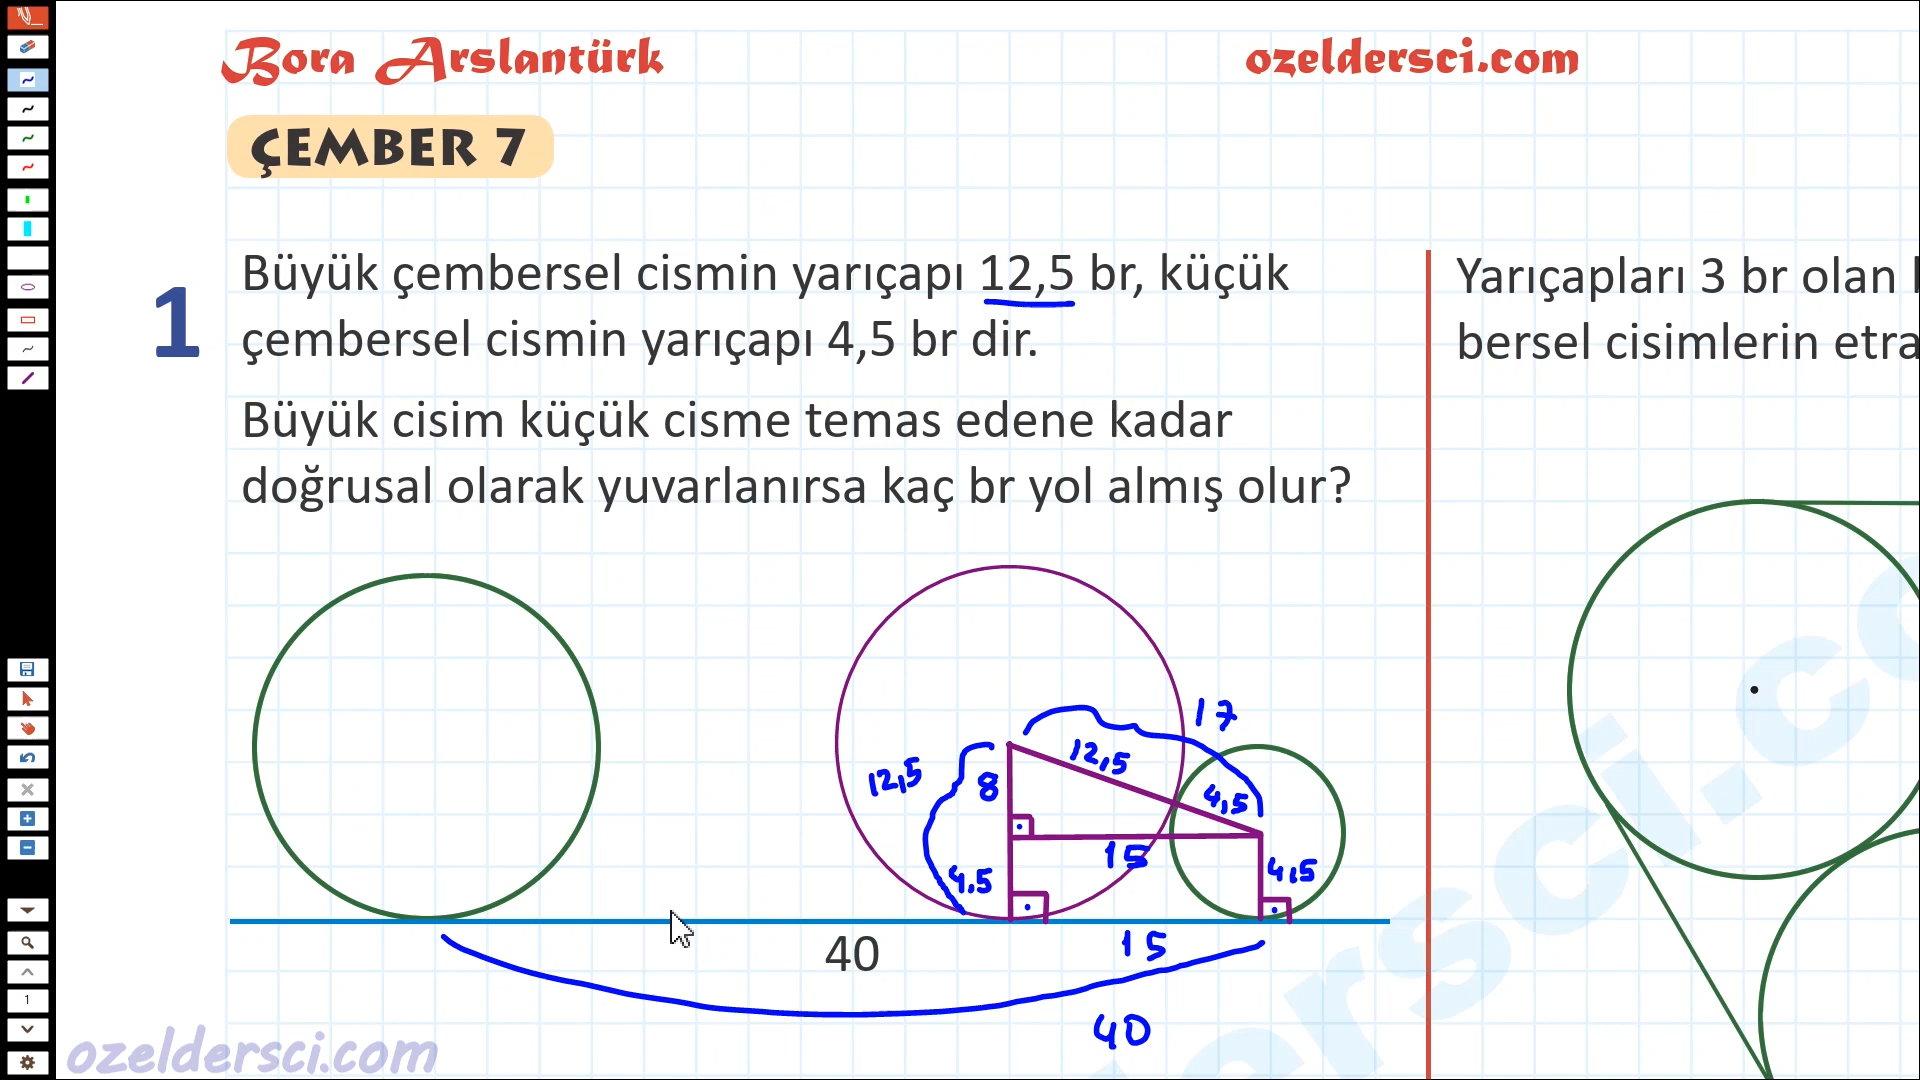 Bora Arslantürk
ozeldersci.com
ÇEMBER 7
1
Büyük çembersel cismin yarıçapı 12,5 br, küçük
çembersel cismin yarıçapı 4,5 br dir.
Büyük cisim küçük cisme temas edene kadar
doğrusal olarak yuvarlanırsa kaç br yol almış olur?
17
12,5
12,5
8
4,5
15
4,5
4,5
40
15
40
Yarıçapları 3 br olan
bersel cisimlerin etra
1
ozeldersci.com
ersci.co